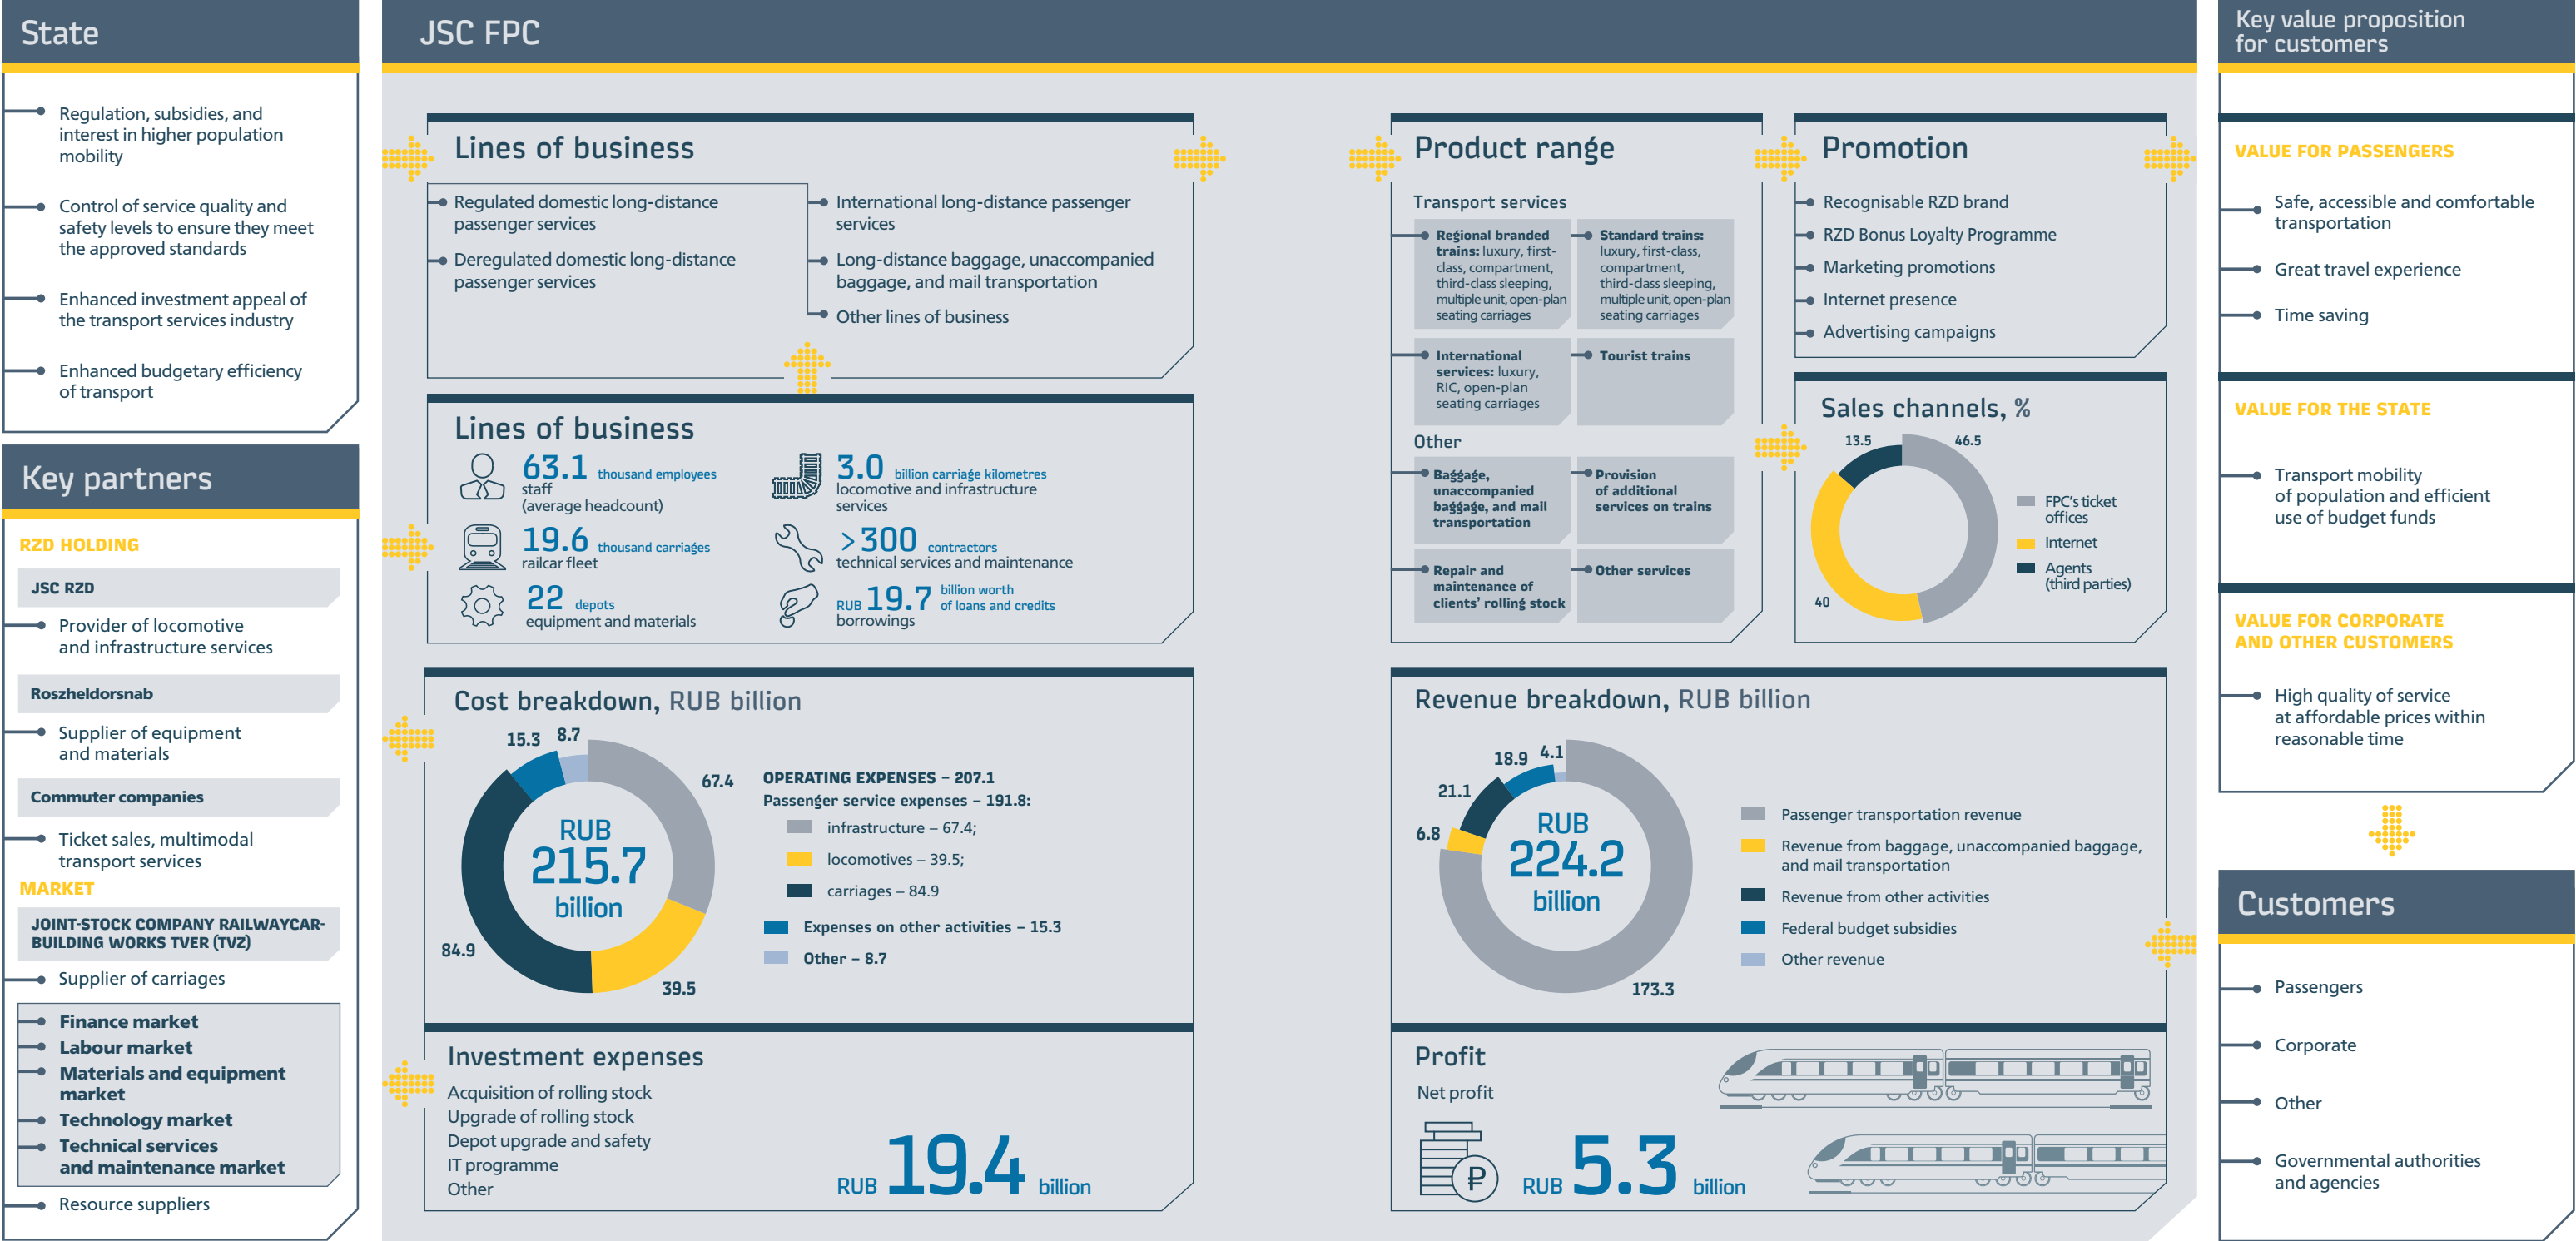 State
Regulation, subsidies, and
interest in higher population
mobility
Control of service quality and
safety levels to ensure they meet
the approved standards
Enhanced investment appeal of
the transport services industry
Enhanced budgetary efficiency
of transport
Key partners
RZD HOLDING
JSC RZD
Provider of locomotive
and infrastructure services
Roszheldorsnab
Supplier of equipment
and materials
Commuter companies
Ticket sales, multimodal
transport services
MARKET
JOINT-STOCK COMPANY RAILWAYCAR-
BUILDING WORKS TVER (TVZ)
Supplier of carriages
Finance market
Labour market
Materials and equipment
market
Technology market
Technical services
and maintenance market
Resource suppliers
JSC FPC
Lines of business
Regulated domestic long-distance
passenger services
Deregulated domestic long-distance
passenger services
International long-distance passenger
services
Long-distance baggage, unaccompanied
baggage, and mail transportation
Other lines of business
Lines of business
63.1 thousand employees
staff
(average headcount)
19.6 thousand carriages
railcar fleet
22 depots
equipment and materials
3.0 billion carriage kilometres
locomotive and infrastructure
services
>300 contractors
technical services and maintenance
RUB 19.7 billion worth
of loans and credits
borrowings
Cost breakdown, RUB billion
15.3
8.7
67.4
84.9
39.5
RUB
215.7
billion
OPERATING EXPENSES – 207.1
Passenger service expenses – 191.8:
infrastructure – 67.4;
locomotives – 39.5;
carriages – 84.9
Expenses on other activities – 15.3
Other – 8.7
Investment expenses
Acquisition of rolling stock
Upgrade of rolling stock
Depot upgrade and safety
IT programme
Other
RUB 19.4 billion
Product range
Transport services
Regional branded
trains: luxury, first-
class, compartment,
third-class sleeping,
multiple unit, open-plan
seating carriages
Standard trains:
luxury, first-class,
compartment,
third-class sleeping,
multiple unit, open-plan
seating carriages
International
services: luxury,
RIC, open-plan
seating carriages
Tourist trains
Other
Baggage,
unaccompanied
baggage, and mail
transportation
Provision
of additional
services on trains
Repair and
maintenance of
clients' rolling stock
Other services
Promotion
Recognisable RZD brand
RZD Bonus Loyalty Programme
Marketing promotions
Internet presence
Advertising campaigns
Sales channels, %
13.5
46.5
40
FPC's ticket
offices
Internet
Agents
(third parties)
Revenue breakdown, RUB billion
18.9
4.1
21.1
6.8
173.3
RUB
224.2
billion
Passenger transportation revenue
Revenue from baggage, unaccompanied baggage,
and mail transportation
Revenue from other activities
Federal budget subsidies
Other revenue
Profit
Net profit
₽
RUB 5.3 billion
Key value proposition
for customers
VALUE FOR PASSENGERS
Safe, accessible and comfortable
transportation
Great travel experience
Time saving
VALUE FOR THE STATE
Transport mobility
of population and efficient
use of budget funds
VALUE FOR CORPORATE
AND OTHER CUSTOMERS
High quality of service
at affordable prices within
reasonable time
Customers
Passengers
Corporate
Other
Governmental authorities
and agencies